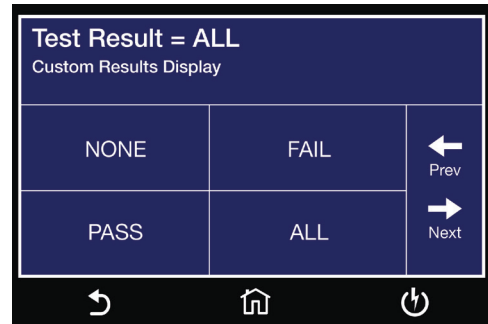 Test Result = ALL
Custom Results Display
NONE
FAIL
Prev
PASS
ALL
Next